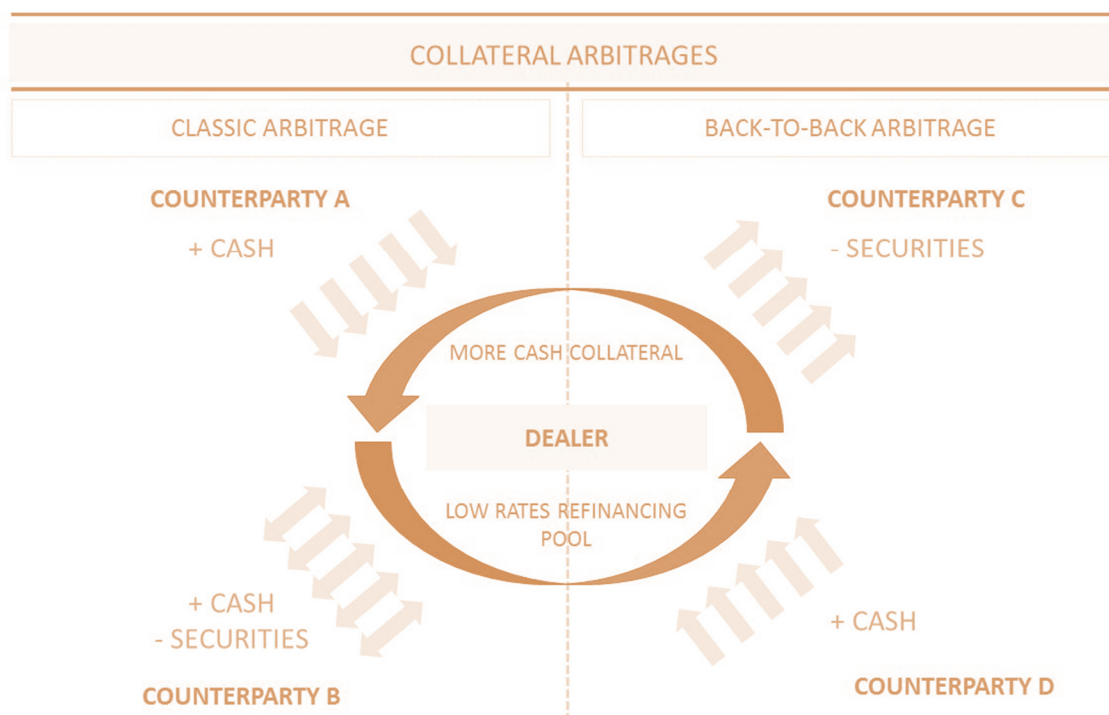 COLLATERAL ARBITRAGES
CLASSIC ARBITRAGE
BACK-TO-BACK ARBITRAGE
COUNTERPARTY A
+ CASH
COUNTERPARTY C
- SECURITIES
MORE CASH COLLATERAL
DEALER
LOW RATES REFINANCING
POOL
+ CASH
- SECURITIES
COUNTERPARTY B
+ CASH
COUNTERPARTY D